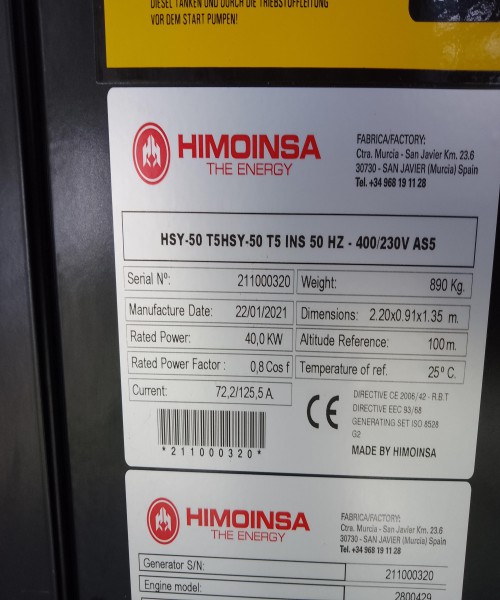 DIESEL TANKEN UND DURCH DIE TRIEBSTOFFLEITUNG
VOR DEM START PUMPEN!
HIMOINSA
THE ENERGY
FABRICA/FACTORY:
Ctra. Murcia - San Javier Km. 23.6
30730 - SAN JAVIER (Murcia) Spain
Tel. +34 968 19 11 28
HSY-50 T5HSY-50 T5 INS 50 HZ - 400/230V AS5
Serial Nº: 211000320 Weight: 890 Kg.
Manufacture Date: 22/01/2021 Dimensions: 2.20x0.91x1.35 m.
Rated Power: 40,0 KW Altitude Reference: 100 m.
Rated Power Factor : 0,8 Cos f Temperature of ref. 25º C.
Current: 72,2/125,5 A
CE
DIRECTIVE CE 2006/42 - R.B.T
DIRECTIVE EEC 93/68
GENERATING SET ISO 8528
G2
MADE BY HIMOINSA
*211000320*
HIMOINSA
THE ENERGY
FABRICA/FACTORY:
Ctra. Murcia - San Javier Km. 23.6
30730 - SAN JAVIER (Murcia) Spain
Tel. +34 968 19 11 28
Generator S/N: 211000320
Engine model: 2800429